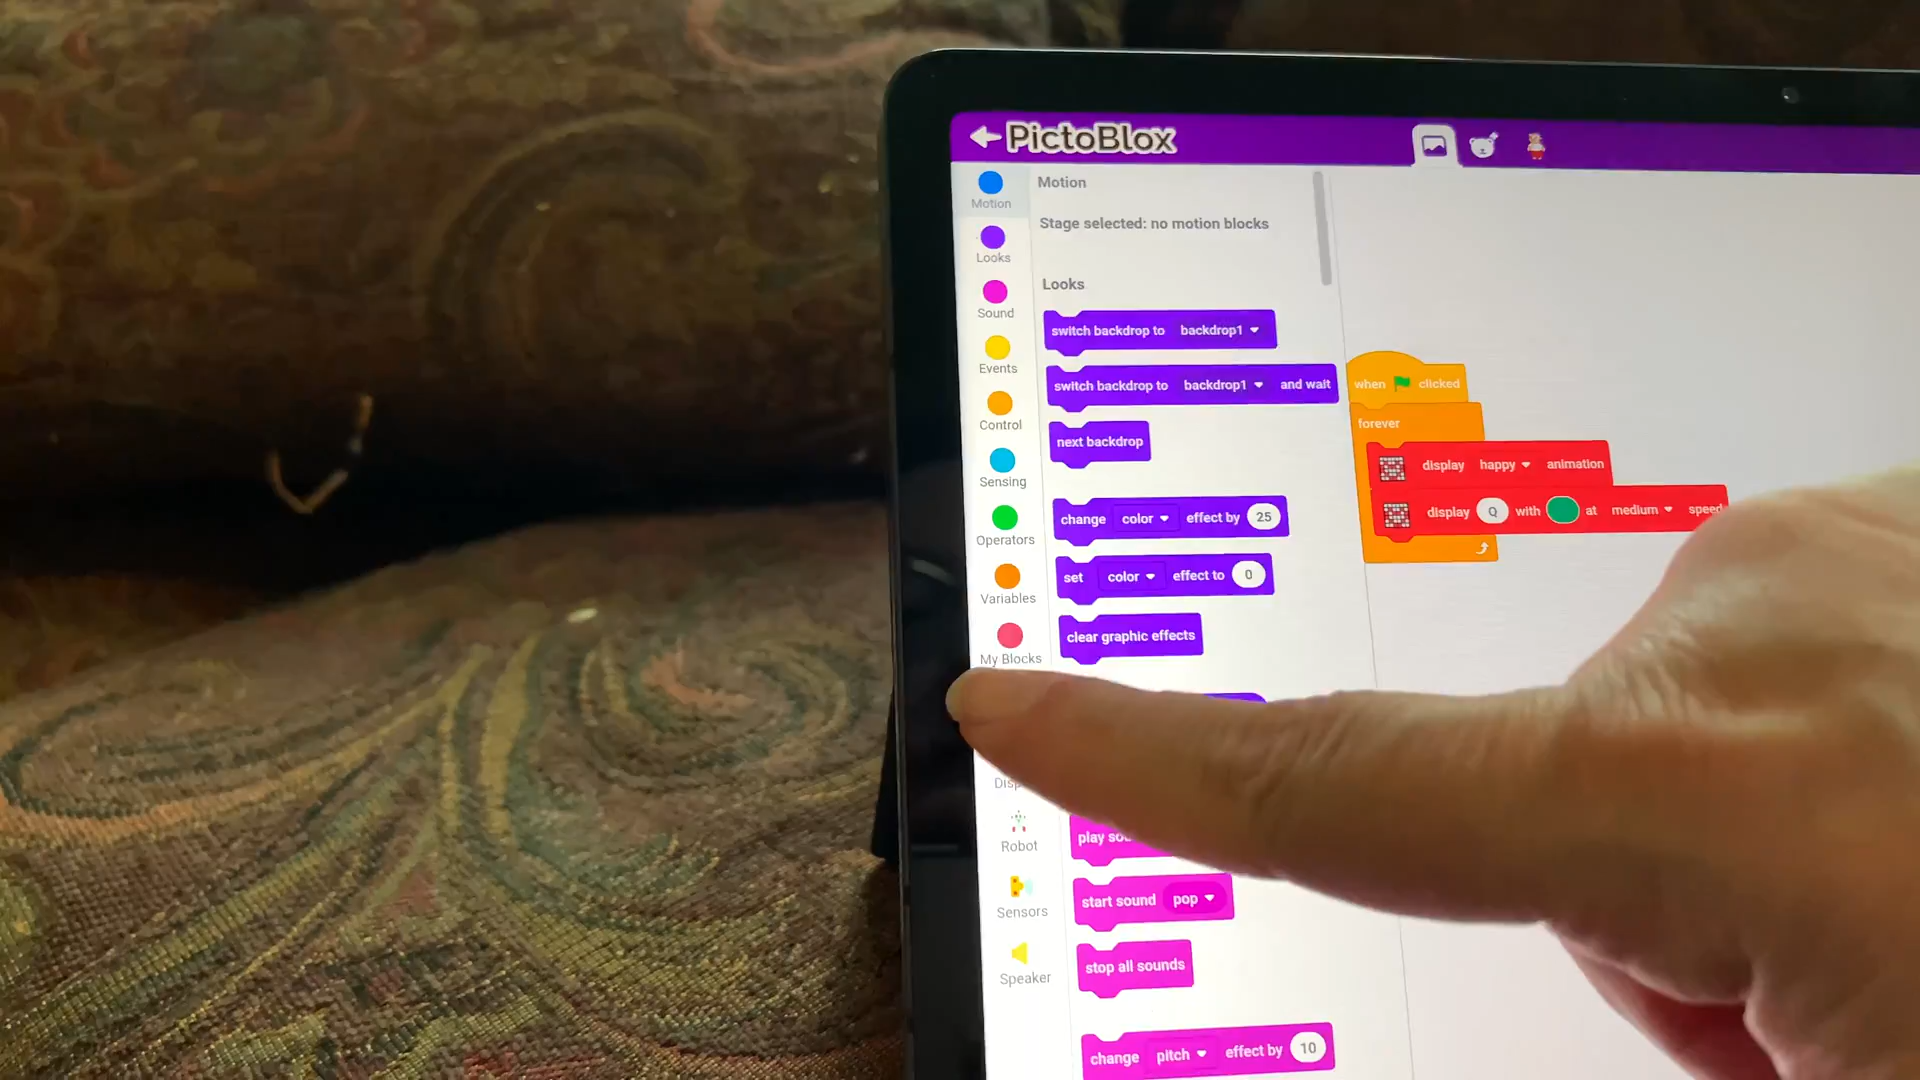 PictoBlox
Motion
Looks
Sound
Events
Control
Sensing
Operators
Variables
My Blocks
Robot
Sensors
Speaker
Motion
Stage selected: no motion blocks
Looks
switch backdrop to backdrop1
switch backdrop to backdrop1 and wait
next backdrop
change color effect by 25
set color effect to 0
clear graphic effects
play
start sound pop
stop all sounds
change pitch effect by 10
when clicked
forever
display happy animation
display Q with at medium speed